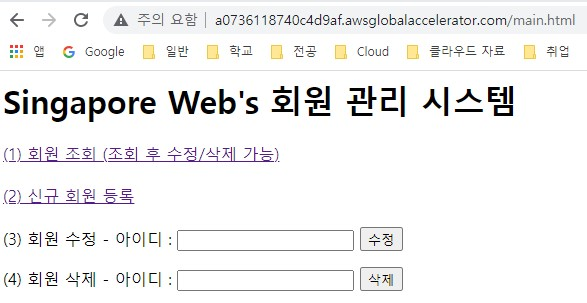 주의 요함 | a0736118740c4d9af.awsglobalaccelerator.com/main.html
앱 Google 일반 학교 전공 Cloud 클라우드 자료 취업
Singapore Web's 회원 관리 시스템
(1) 회원 조회 (조회 후 수정/삭제 가능)
(2) 신규 회원 등록
(3) 회원 수정 - 아이디 : 수정
(4) 회원 삭제 - 아이디 : 삭제